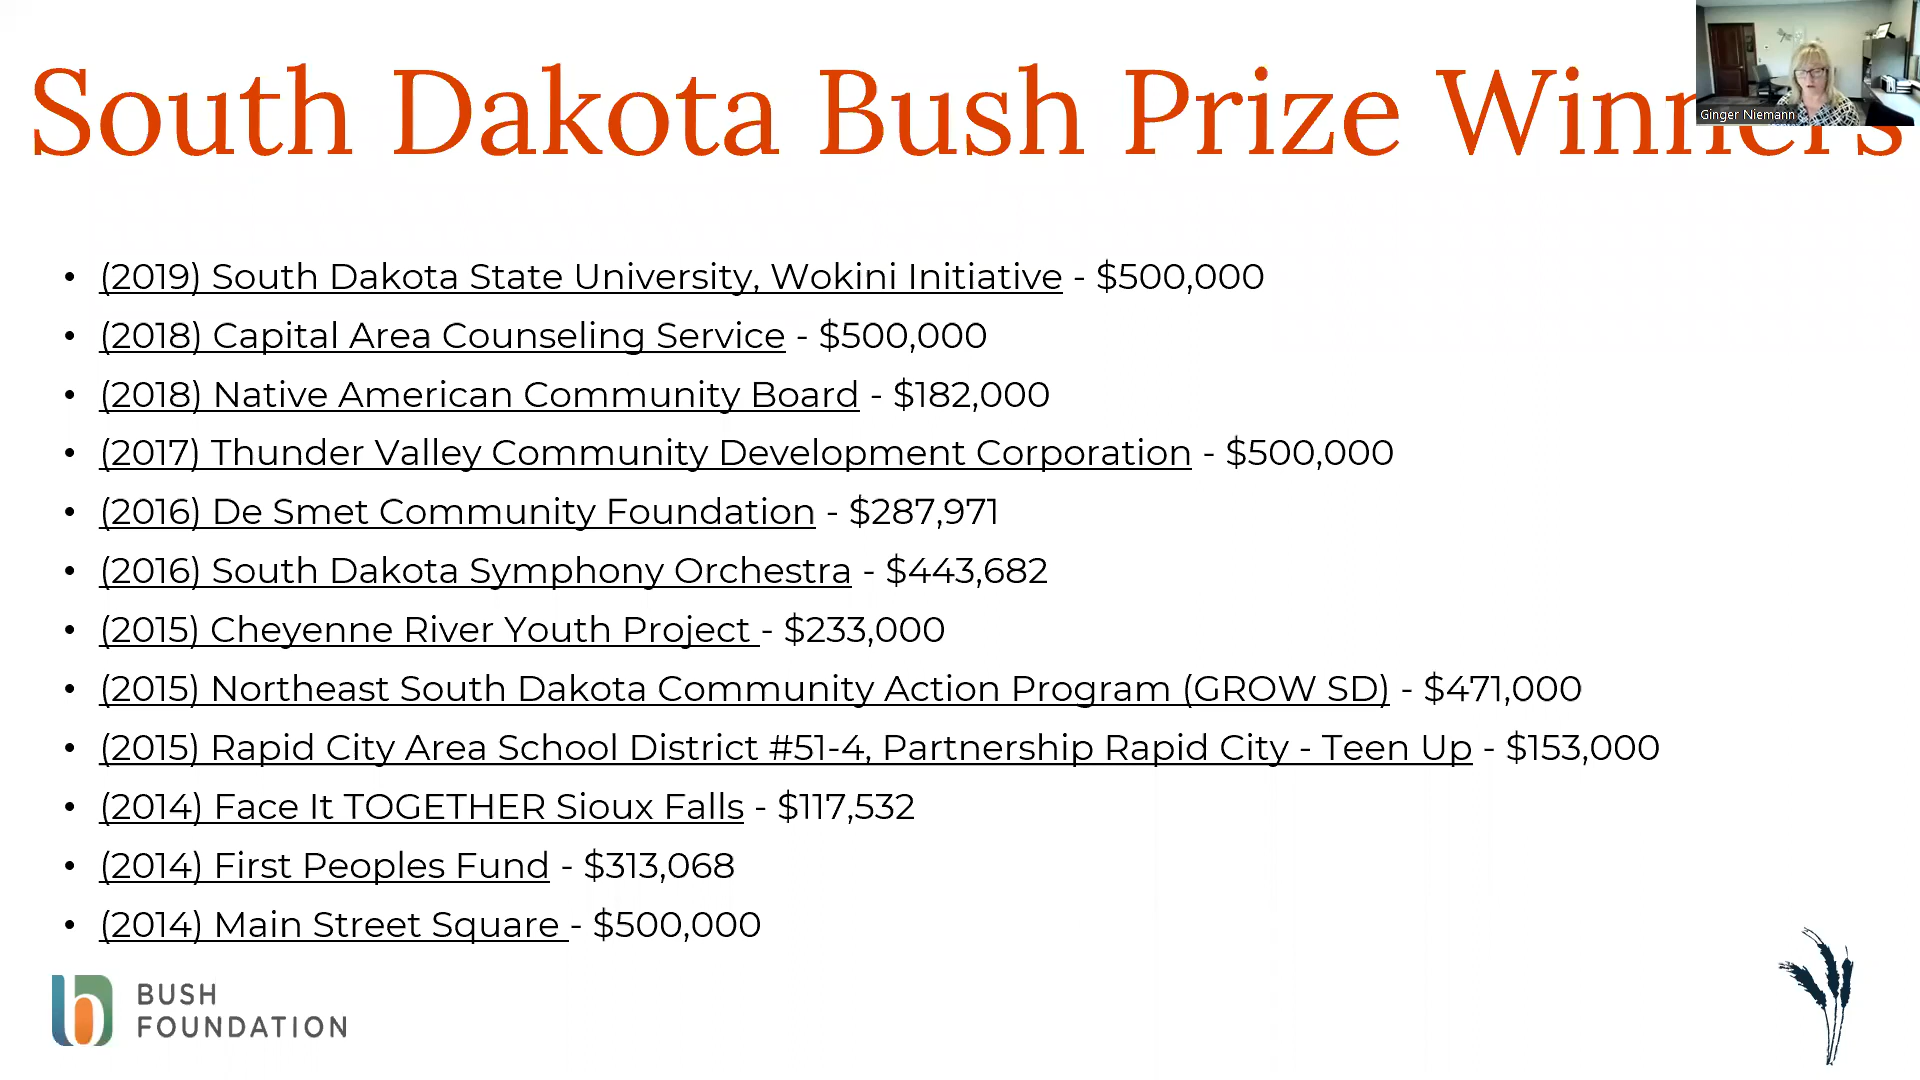 South Dakota Bush Prize Winners
Ginger Niemann
• (2019) South Dakota State University, Wokini Initiative - $500,000
• (2018) Capital Area Counseling Service - $500,000
• (2018) Native American Community Board - $182,000
• (2017) Thunder Valley Community Development Corporation - $500,000
• (2016) De Smet Community Foundation - $287,971
• (2016) South Dakota Symphony Orchestra - $443,682
• (2015) Cheyenne River Youth Project - $233,000
• (2015) Northeast South Dakota Community Action Program (GROW SD) - $471,000
• (2015) Rapid City Area School District #51-4, Partnership Rapid City - Teen Up - $153,000
• (2014) Face It TOGETHER Sioux Falls - $117,532
• (2014) First Peoples Fund - $313,068
• (2014) Main Street Square - $500,000
BUSH
FOUNDATION